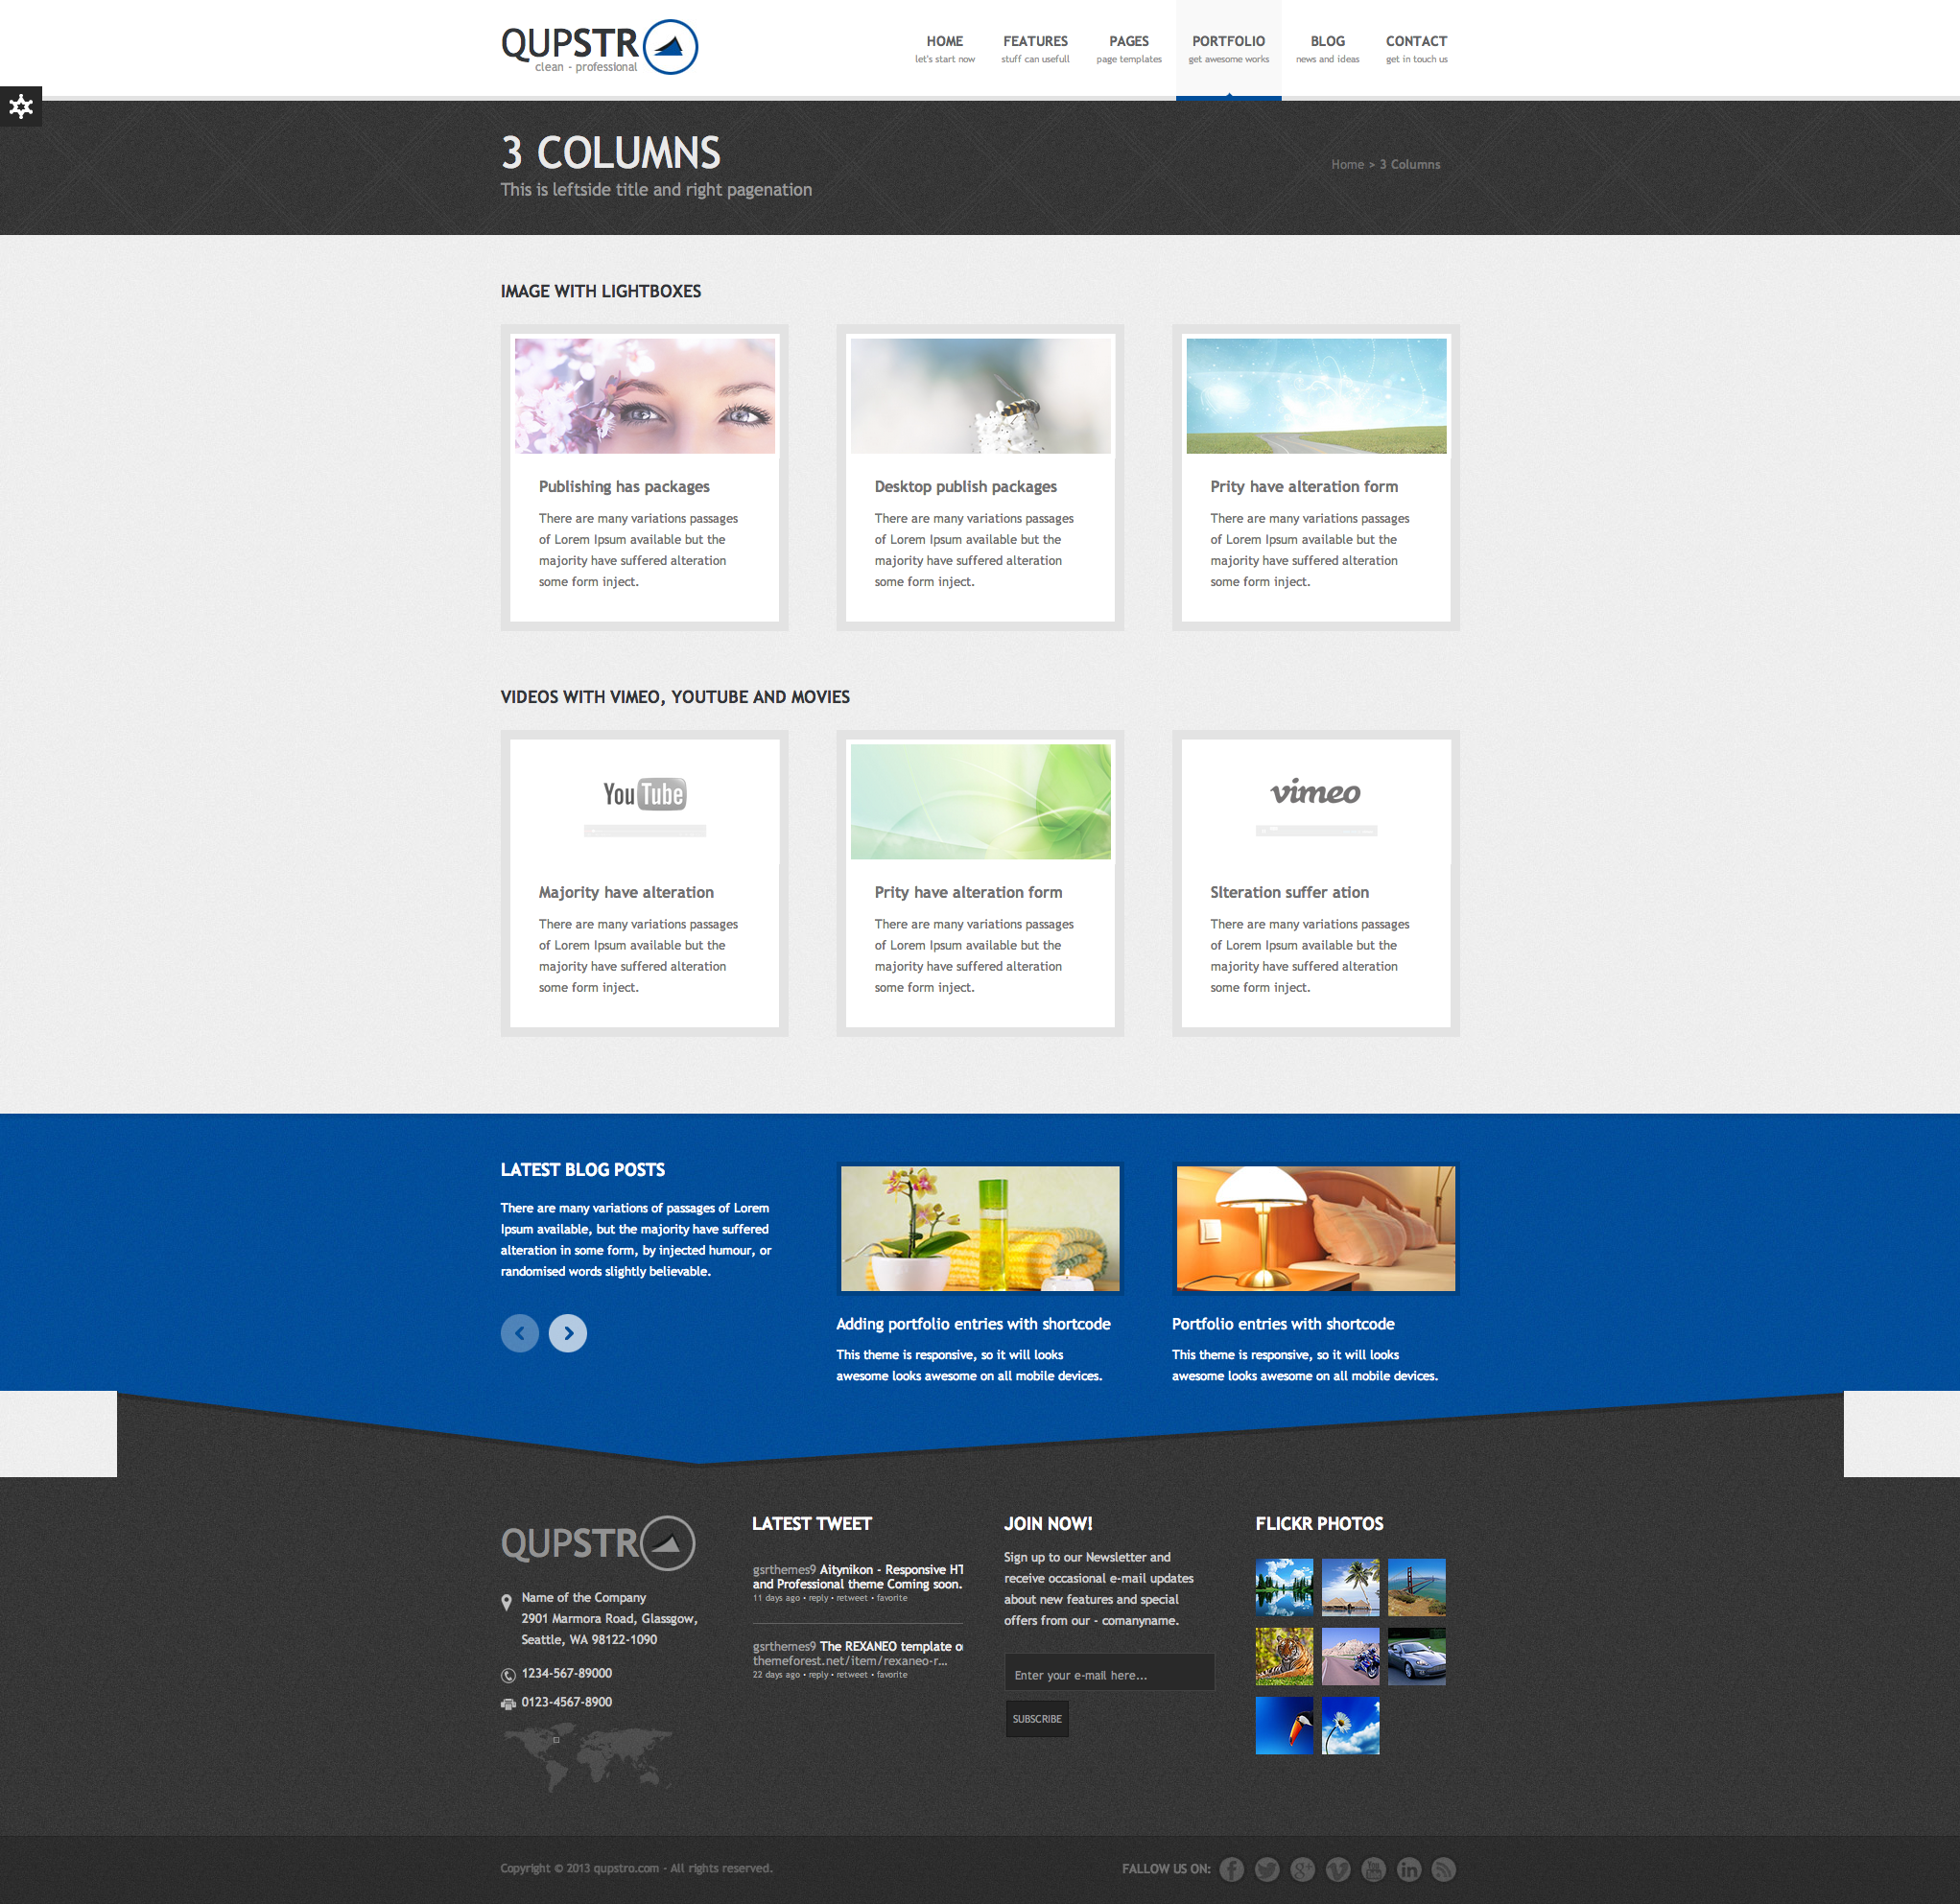 QUPSTR
clean - professional
HOME
let's start now
FEATURES
stuff can usefull
PAGES
page templates
PORTFOLIO
get awesome works
BLOG
news and ideas
CONTACT
get in touch us
3 COLUMNS
This is leftside title and right pagenation
Home > 3 Columns
IMAGE WITH LIGHTBOXES
Publishing has packages
There are many variations passages
of Lorem Ipsum available but the
majority have suffered alteration
some form inject.
Desktop publish packages
There are many variations passages
of Lorem Ipsum available but the
majority have suffered alteration
some form inject.
Prity have alteration form
There are many variations passages
of Lorem Ipsum available but the
majority have suffered alteration
some form inject.
VIDEOS WITH VIMEO, YOUTUBE AND MOVIES
YouTube
Majority have alteration
There are many variations passages
of Lorem Ipsum available but the
majority have suffered alteration
some form inject.
Prity have alteration form
There are many variations passages
of Lorem Ipsum available but the
majority have suffered alteration
some form inject.
vimeo
Slteration suffer ation
There are many variations passages
of Lorem Ipsum available but the
majority have suffered alteration
some form inject.
LATEST BLOG POSTS
There are many variations of passages of Lorem
Ipsum available, but the majority have suffered
alteration in some form, by injected humour, or
randomised words slightly believable.
Adding portfolio entries with shortcode
This theme is responsive, so it will looks
awesome looks awesome on all mobile devices.
Portfolio entries with shortcode
This theme is responsive, so it will looks
awesome looks awesome on all mobile devices.
QUPSTR
Name of the Company
2901 Marmora Road, Glassgow,
Seattle, WA 98122-1090
1234-567-89000
0123-4567-8900
LATEST TWEET
gsrthemes9 Aitynikon - Responsive HT
and Professional theme Coming soon.
11 days ago • reply • retweet • favorite
gsrthemes9 The REXANEO template o
themeforest.net/item/rexaneo-r...
22 days ago • reply • retweet • favorite
JOIN NOW!
Sign up to our Newsletter and
receive occasional e-mail updates
about new features and special
offers from our - comanyname.
Enter your e-mail here...
SUBSCRIBE
FLICKR PHOTOS
Copyright © 2013 qupstro.com - All rights reserved.
FALLOW US ON: